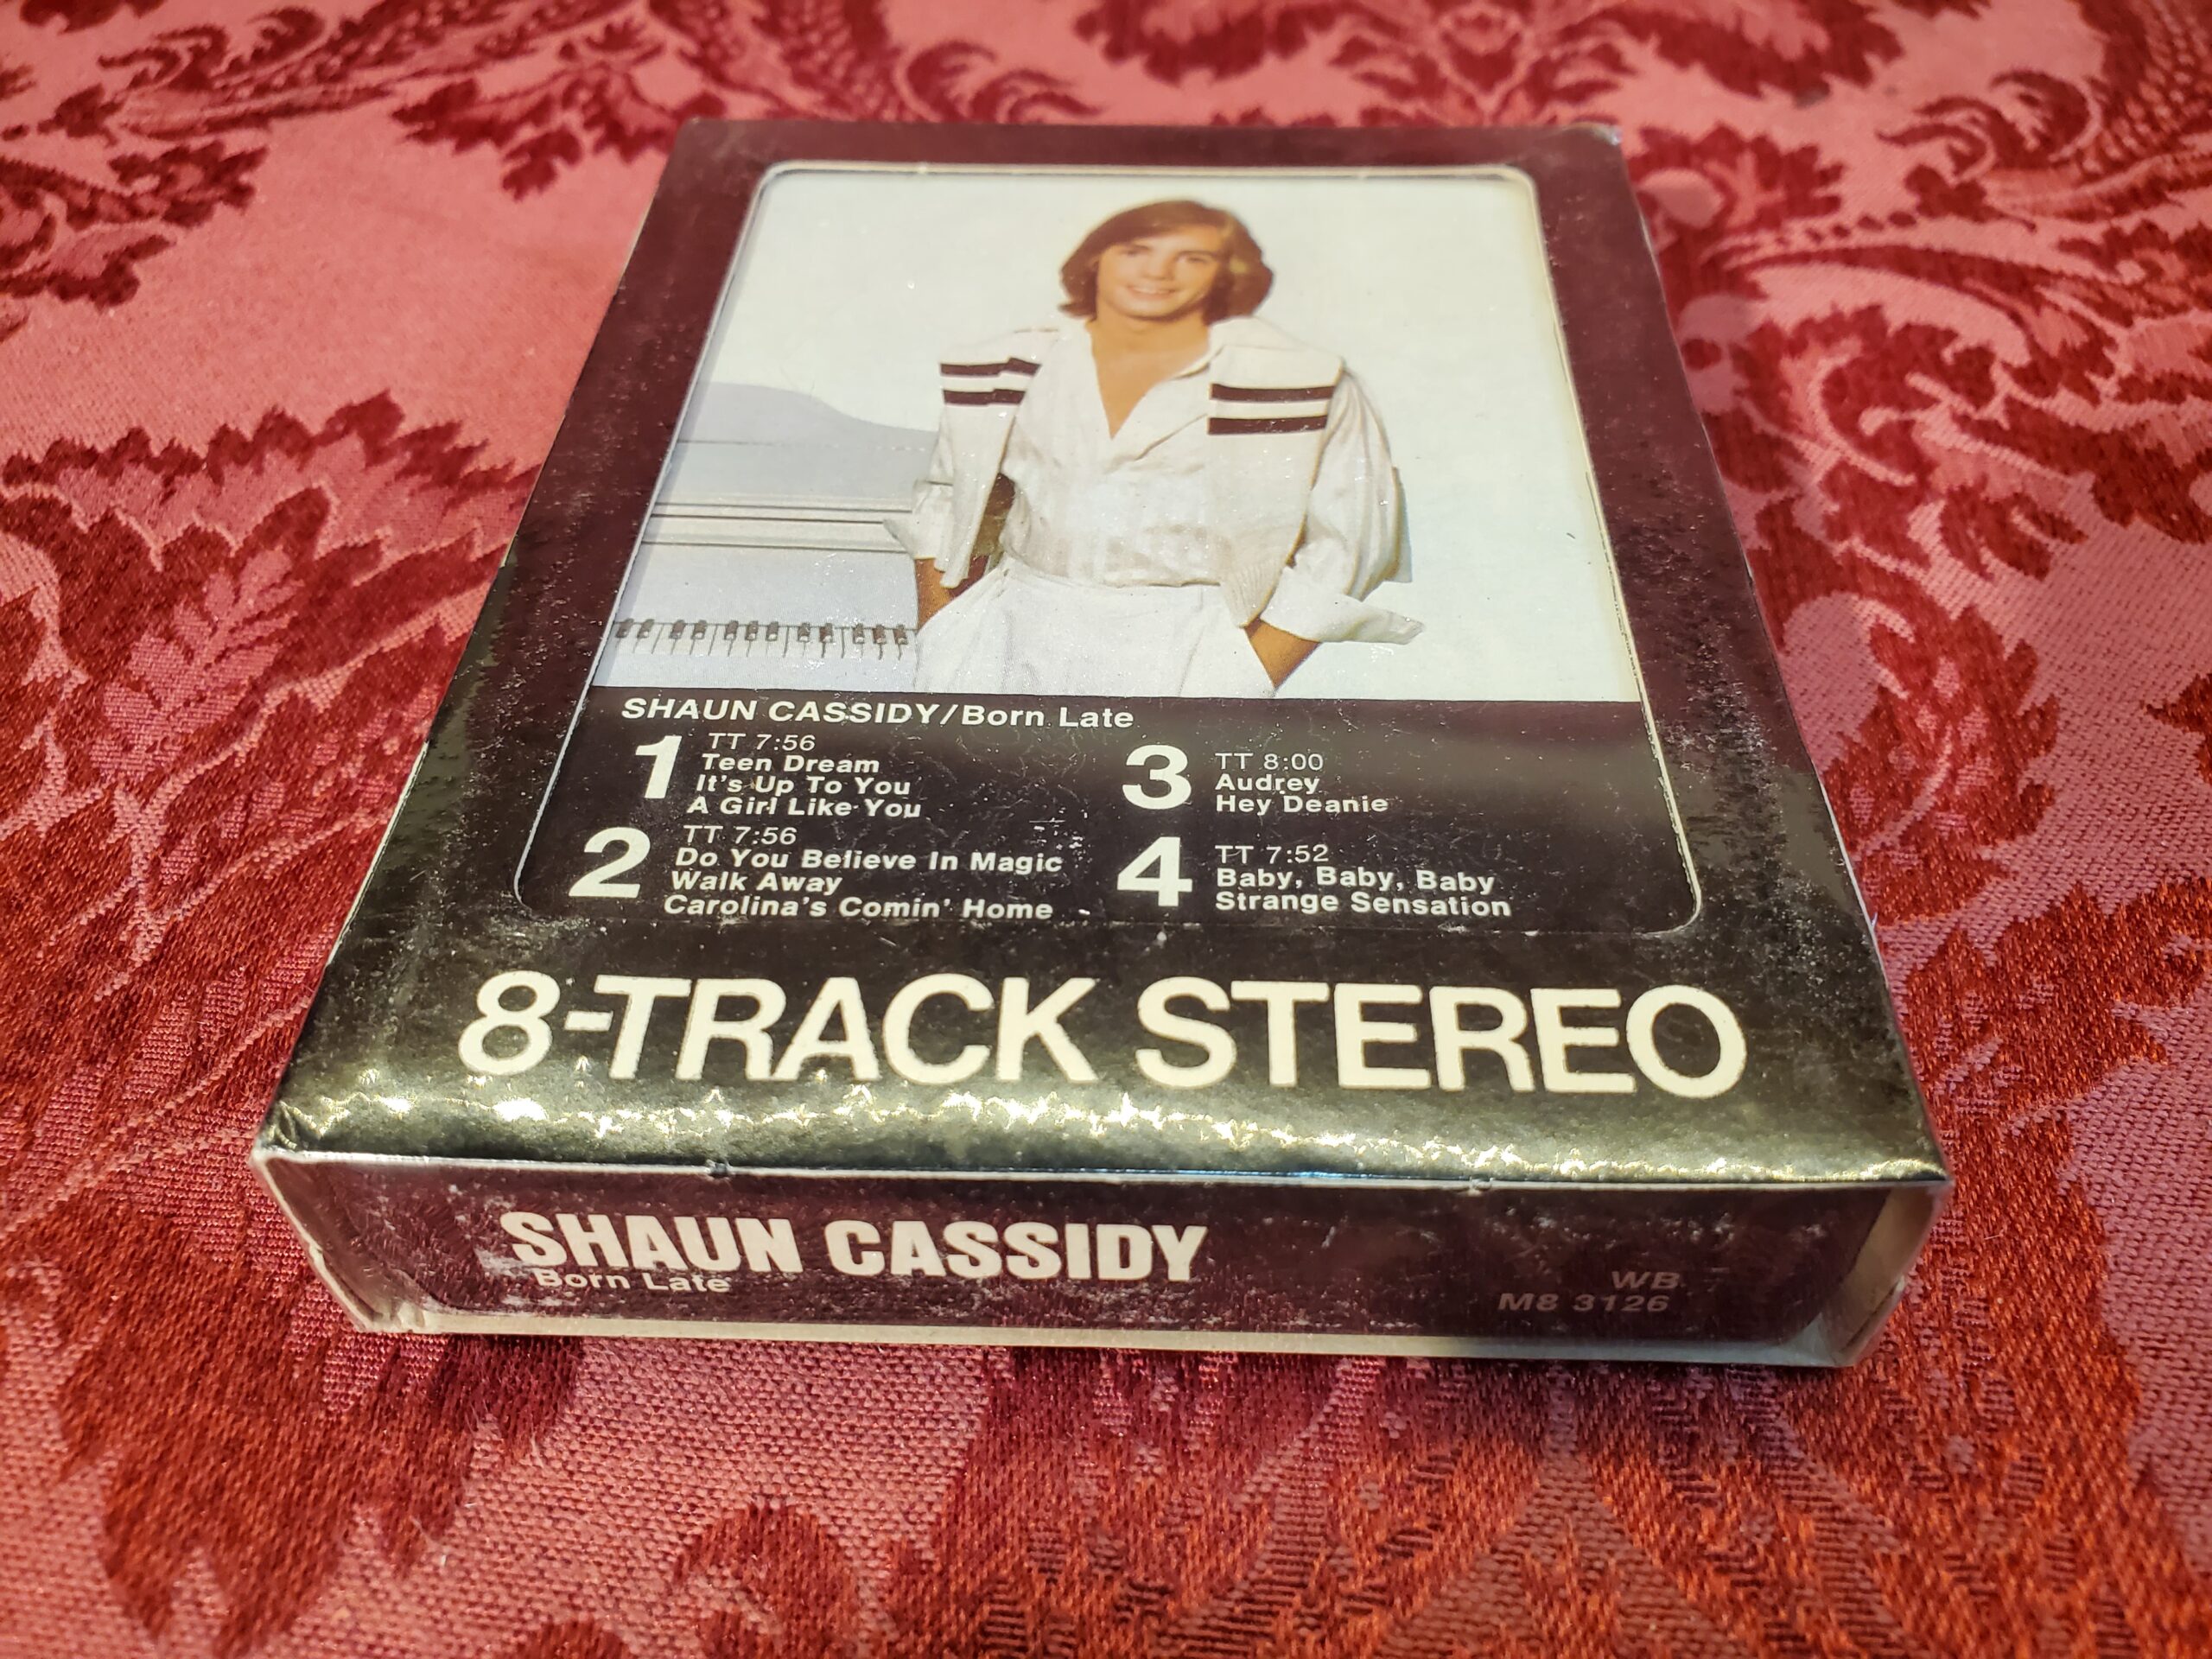 SHAUN CASSIDY/Born Late
1 TT 7:56
Teen Dream
It's Up To You
A Girl Like You
2 TT 7:56
Do You Believe In Magic
Walk Away
Carolina's Comin' Home
3 TT 8:00
Audrey
Hey Deanie
4 TT 7:52
Baby, Baby, Baby
Strange Sensation
8-TRACK STEREO
SHAUN CASSIDY
Born Late
WB
M8 3126